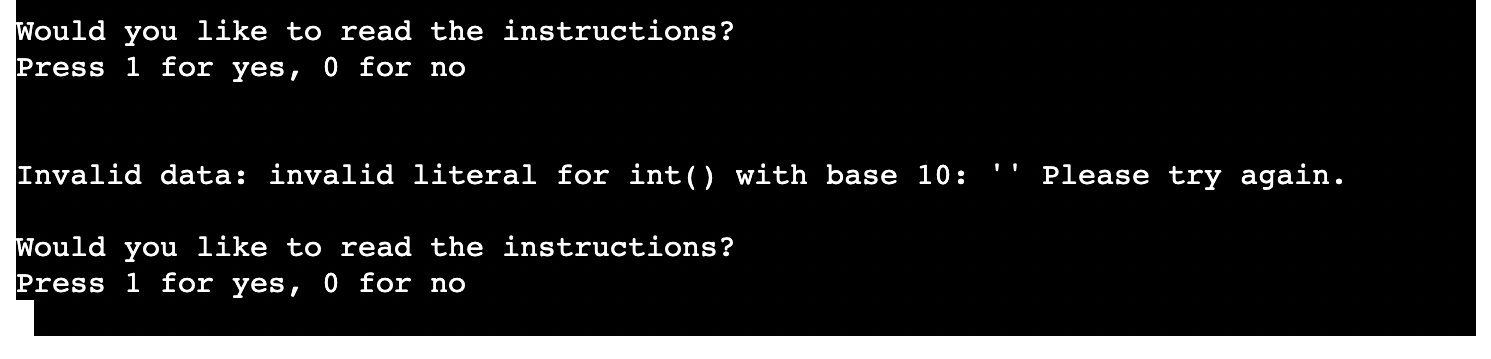 Would you like to read the instructions?
Press 1 for yes, 0 for no
Invalid data: invalid literal for int() with base 10: '' Please try again.
Would you like to read the instructions?
Press 1 for yes, 0 for no